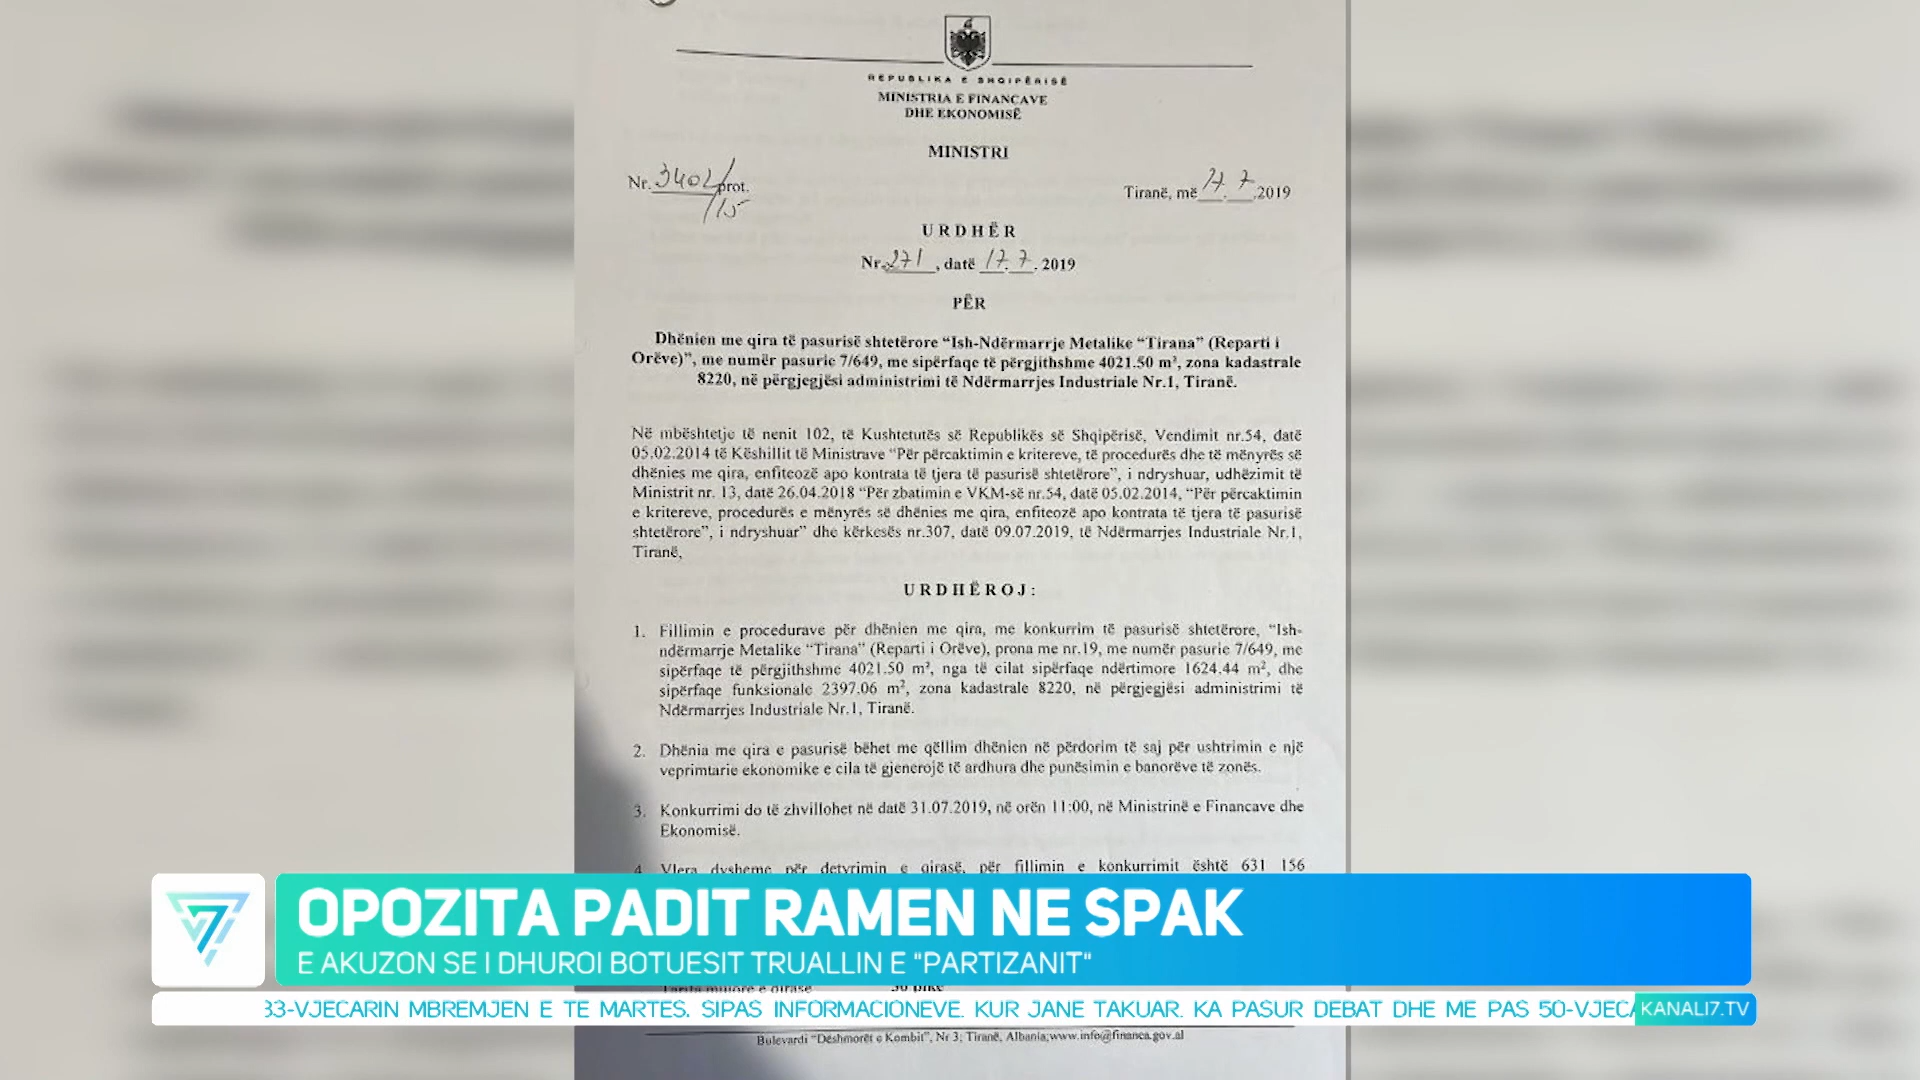 REPUBLIKA E SHQIPËRISË
MINISTRIA E FINANCAVE
DHE EKONOMISË
MINISTRI
Nr. 3402/15 prot.
Tiranë, më 17.7.2019
URDHËR
Nr. 271, datë 17.7.2019
PËR
Dhënien me qira të pasurisë shtetërore “Ish-Ndërmarrje Metalike “Tirana” (Reparti i
Orëve)”, me numër pasurie 7/649, me sipërfaqe të përgjithshme 4021.50 m², zona kadastrale
8220, në përgjegjësi administrimi të Ndërmarrjes Industriale Nr.1, Tiranë.
Në mbështetje të nenit 102, të Kushtetutës së Republikës së Shqipërisë, Vendimit nr.54, datë
05.02.2014 të Këshillit të Ministrave “Për përcaktimin e kritereve, të procedurës dhe të mënyrës së
dhënies me qira, enfiteozë apo kontrata të tjera të pasurisë shtetërore”, i ndryshuar, udhëzimit të
Ministrit nr. 13, datë 26.04.2018 “Për zbatimin e VKM-së nr.54, datë 05.02.2014, “Për përcaktimin
e kritereve, procedurës e mënyrës së dhënies me qira, enfiteozë apo kontrata të tjera të pasurisë
shtetërore”, i ndryshuar” dhe kërkesës nr.307, datë 09.07.2019, të Ndërmarrjes Industriale Nr.1,
Tiranë,
URDHËROJ:
1. Fillimin e procedurave për dhënien me qira, me konkurrim të pasurisë shtetërore, “Ish-
ndërmarrje Metalike “Tirana” (Reparti i Orëve), prona me nr.19, me numër pasurie 7/649, me
sipërfaqe të përgjithshme 4021.50 m², nga të cilat sipërfaqe ndërtimore 1624.44 m², dhe
sipërfaqe funksionale 2397.06 m², zona kadastrale 8220, në përgjegjësi administrimi të
Ndërmarrjes Industriale Nr.1, Tiranë.
2. Dhënia me qira e pasurisë bëhet me qëllim dhënien në përdorim të saj për ushtrimin e një
veprimtarie ekonomike e cila të gjenerojë të ardhura dhe punësimin e banorëve të zonës.
3. Konkurrimi do të zhvillohet në datë 31.07.2019, në orën 11:00, në Ministrinë e Financave dhe
Ekonomisë.
4. Vlera dysheme për detyrimin e qirasë, për fillimin e konkurrimit është 631 156
OPOZITA PADIT RAMEN NE SPAK
E AKUZON SE I DHUROI BOTUESIT TRUALLIN E "PARTIZANIT"
33-VJECARIN MBREMJEN E TE MARTES. SIPAS INFORMACIONEVE. KUR JANE TAKUAR. KA PASUR DEBAT DHE ME PAS 50-VJECA
KANALI7.TV
Bulevardi “Dëshmorët e Kombit”, Nr 3; Tiranë, Albania;www.info@financa.gov.al